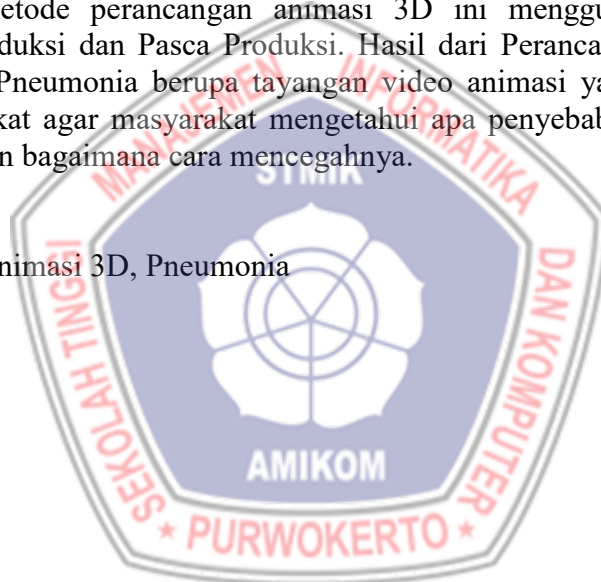 etode perancangan animasi 3D ini menggu
duksi dan Pasca Produksi. Hasil dari Peranca
Pneumonia berupa tayangan video animasi ya
kat agar masyarakat mengetahui apa penyebab
n bagaimana cara mencegahnya.
nimasi 3D, Pneumonia
SEKOLAH TINGGI MANAJEMEN INFORMATIKA DAN KOMPUTER
STMIK
AMIKOM
* PURWOKERTO *